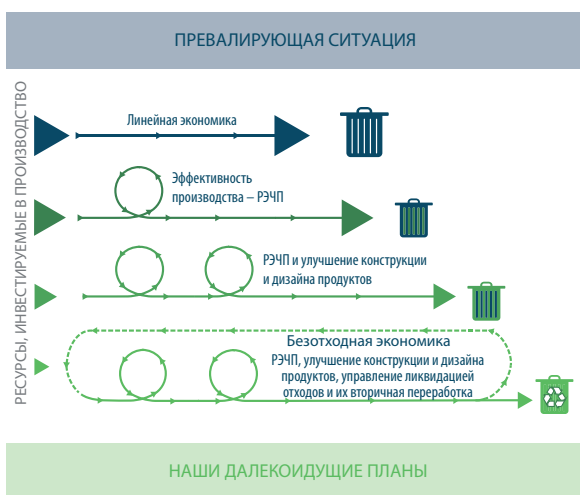 ПРЕВАЛИРУЮЩАЯ СИТУАЦИЯ
РЕСУРСЫ, ИНВЕСТИРУЕМЫЕ В ПРОИЗВОДСТВО
Линейная экономика
Эффективность
производства – РЭЧП
РЭЧП и улучшение конструкции
и дизайна продуктов
Безотходная экономика
РЭЧП, улучшение конструкции и дизайна
продуктов, управление ликвидацией
отходов и их вторичная переработка
НАШИ ДАЛЕКОИДУЩИЕ ПЛАНЫ